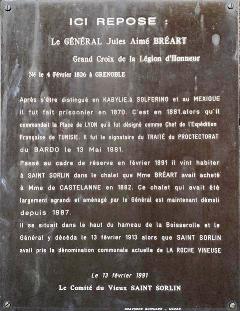 ICI REPOSE :
Le GÉNÉRAL Jules Aimé BRÉART
Grand Croix de la Légion d'Honneur
Né le 4 Février 1826 à GRENOBLE
Après s'être distingué en KABYLIE, à SOLFERINO et au MEXIQUE
il fut fait prisonnier en 1870. C'est en 1881, alors qu'il
commandait la Place de LYON qu'il fut désigné comme Chef de l'Expédition
Française de TUNISIE. Il fut le signataire du TRAITÉ du PROCTECTORAT
du BARDO le 13 Mai 1881.
Passé au cadre de réserve en février 1891 il vint habiter
à SAINT SORLIN dans le chalet que Mme BRÉART avait acheté
à Mme de CASTELANNE en 1882. Ce chalet qui avait été
largement agrandi et aménagé par le Général est maintenant démoli
depuis 1987
Il se situait dans le haut du hameau de la Boisserolle et le
Général y décéda le 13 février 1913 alors que SAINT SORLIN
avait pris la dénomination communale actuelle de LA ROCHE VINEUSE
Le 13 février 1991
Le Comité du Vieux SAINT SORLIN